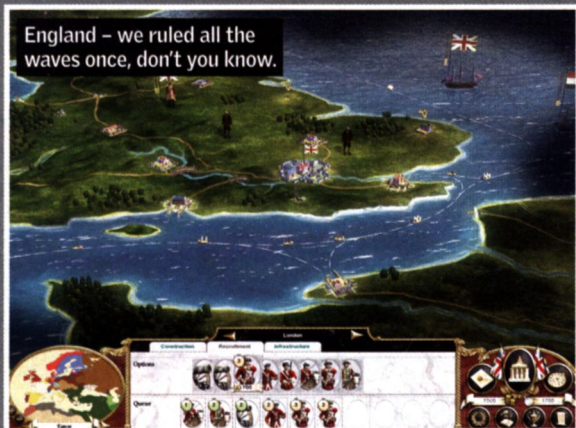 England – we ruled all the
waves once, don't you know.
London
Construction
Recruitment
Infrastructure
Options
Queue